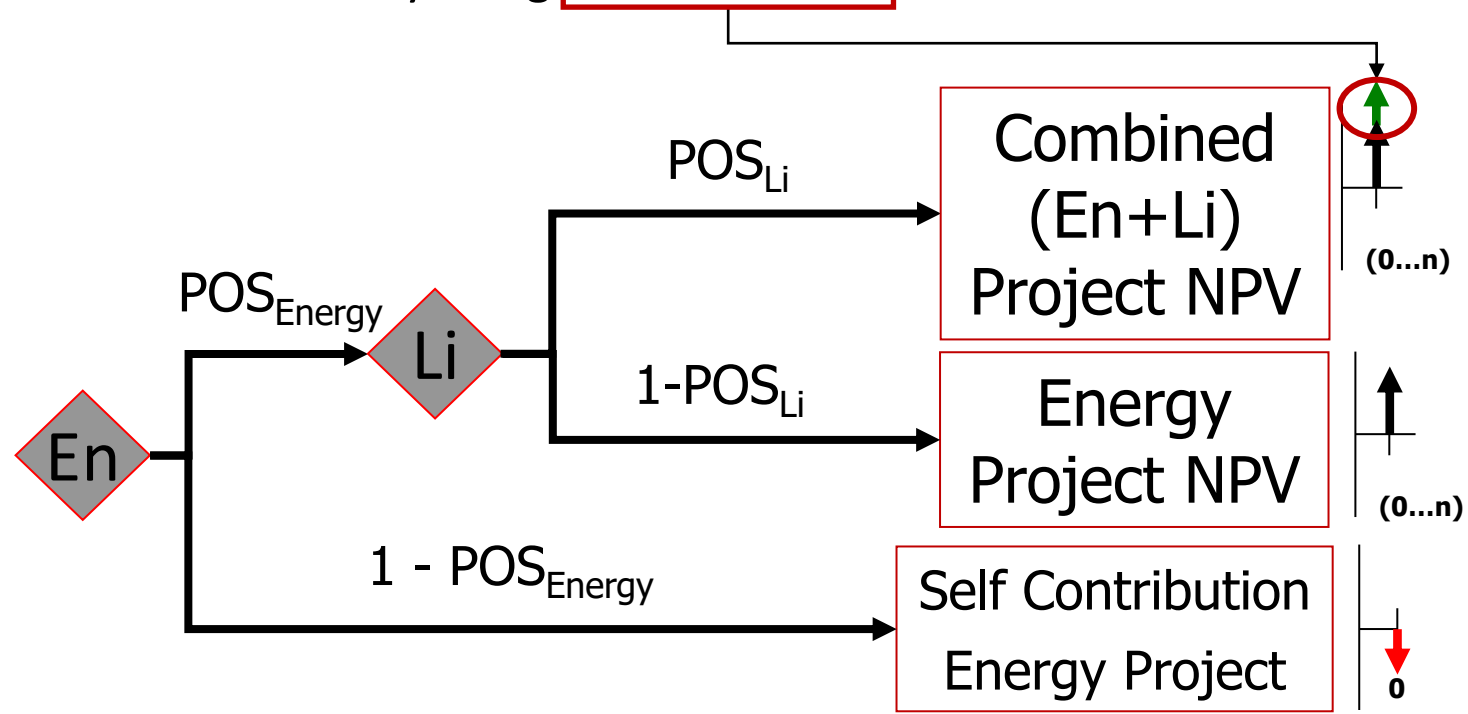 POS_Li
Combined
(En+Li)
Project NPV
(0...n)
POS_Energy
Li
1-POS_Li
Energy
Project NPV
(0...n)
En
1 - POS_Energy
Self Contribution
Energy Project
0